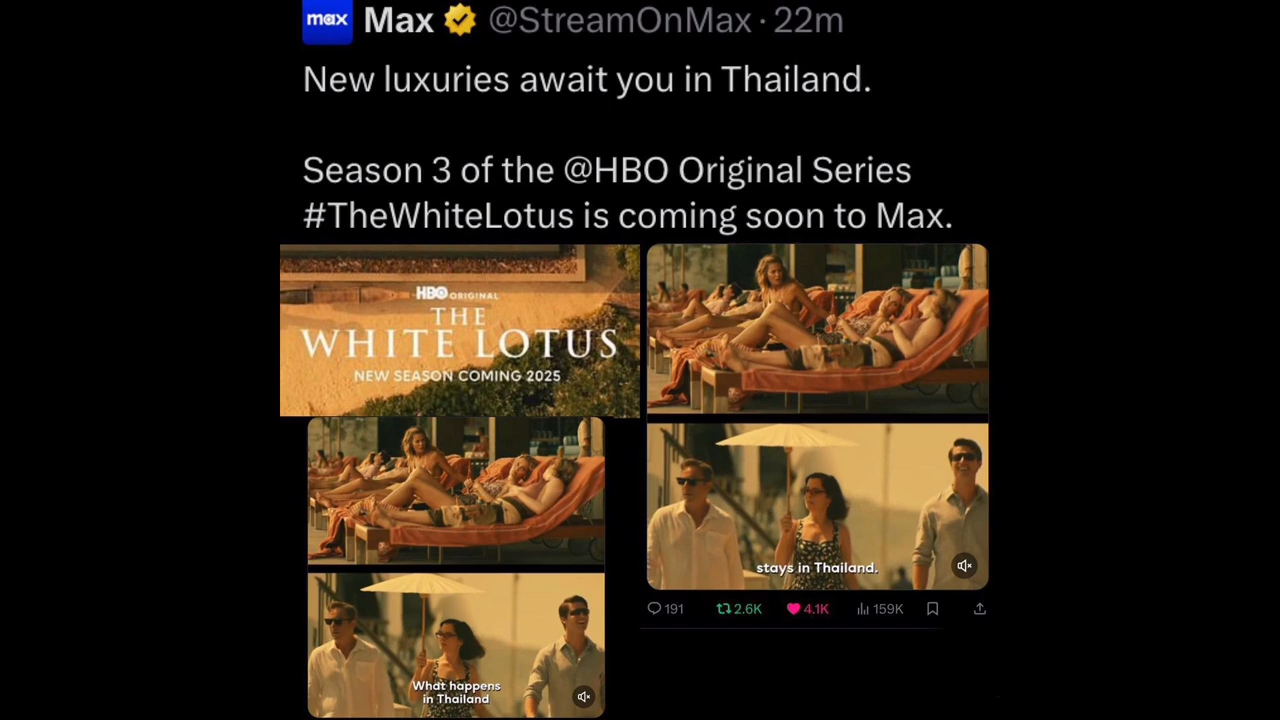 max Max @StreamOnMax · 22m
New luxuries await you in Thailand.
Season 3 of the @HBO Original Series
#TheWhiteLotus is coming soon to Max.
HBO ORIGINAL
THE
WHITE LOTUS
NEW SEASON COMING 2025
What happens
in Thailand
stays in Thailand.
191 2.6K 4.1K 159K